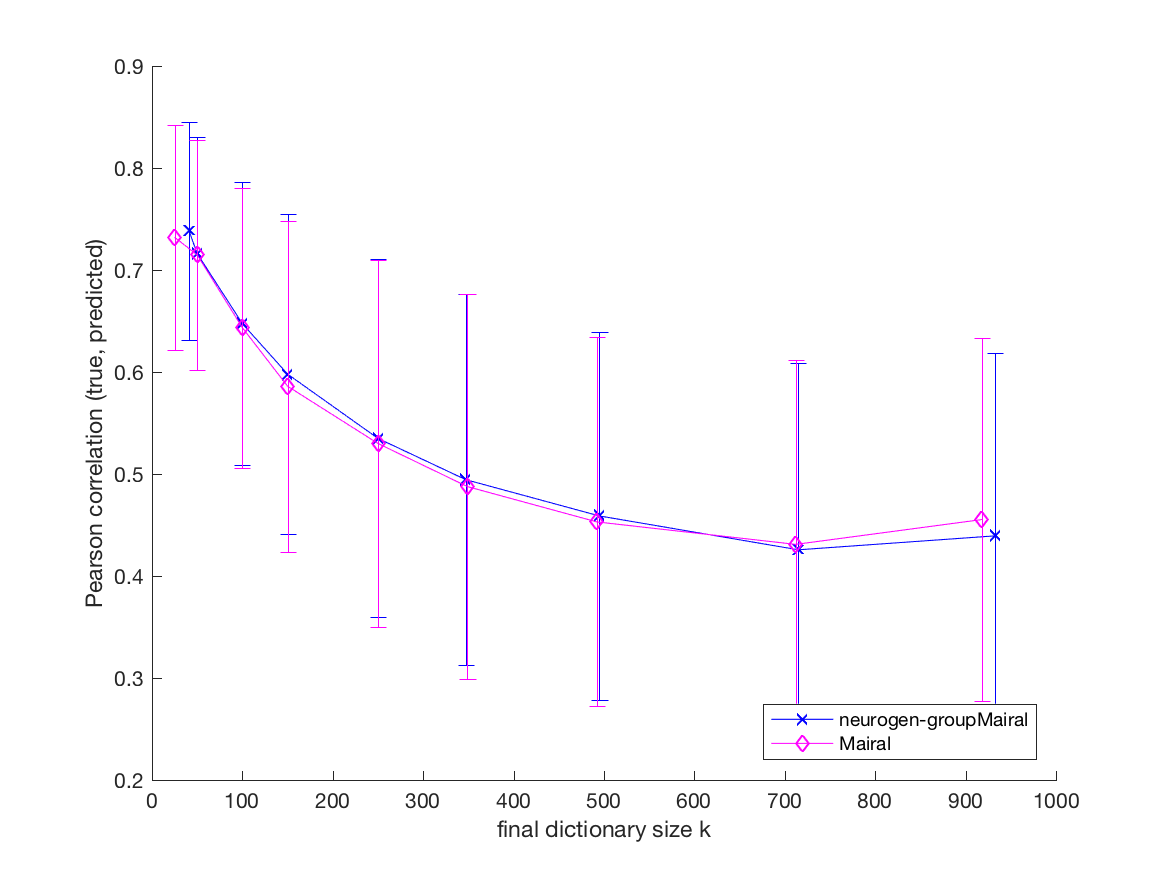 0.9
0.8
0.7
0.6
0.5
0.4
0.3
0.2
Pearson correlation (true, predicted)
neurogen-groupMairal
Mairal
0 100 200 300 400 500 600 700 800 900 1000
final dictionary size k